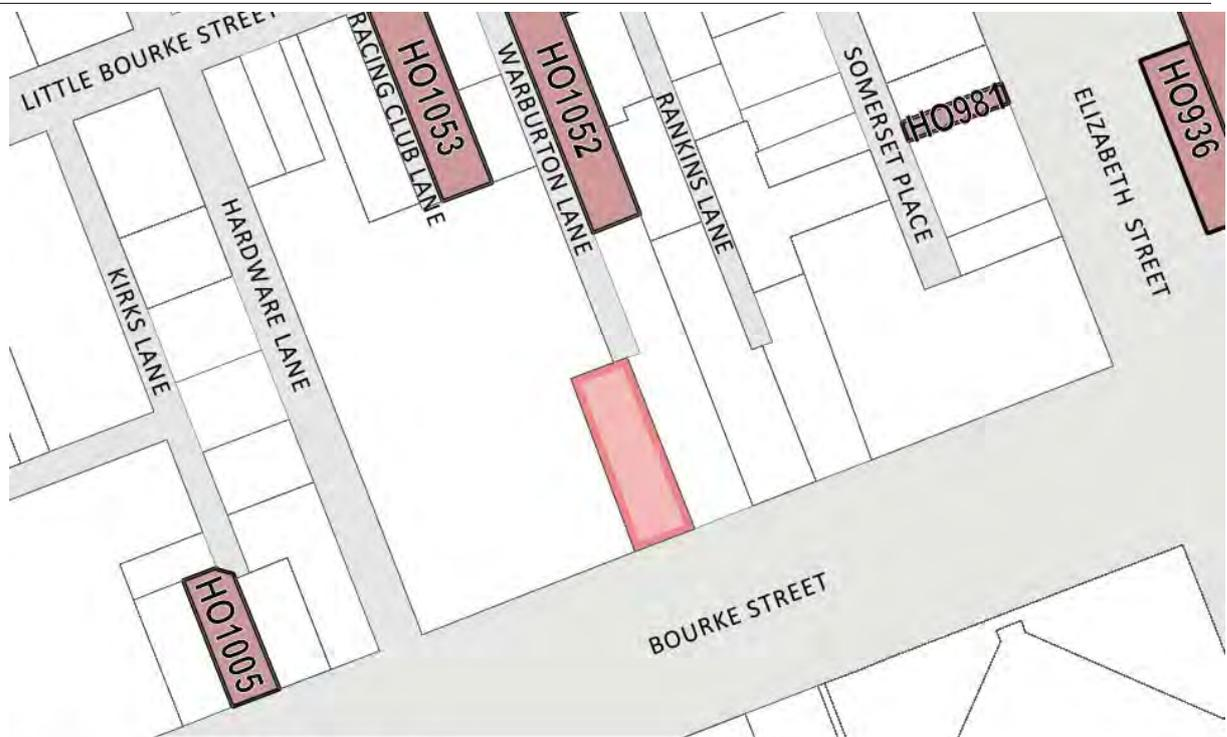 LITTLE BOURKE STREET
RACING CLUB LANE
HO1053
WARBURTON LANE
HO1052
RANKINS LANE
SOMERSET PLACE
HO981
ELIZABETH STREET
HO936
KIRKS LANE
HARDWARE LANE
HO1005
BOURKE STREET